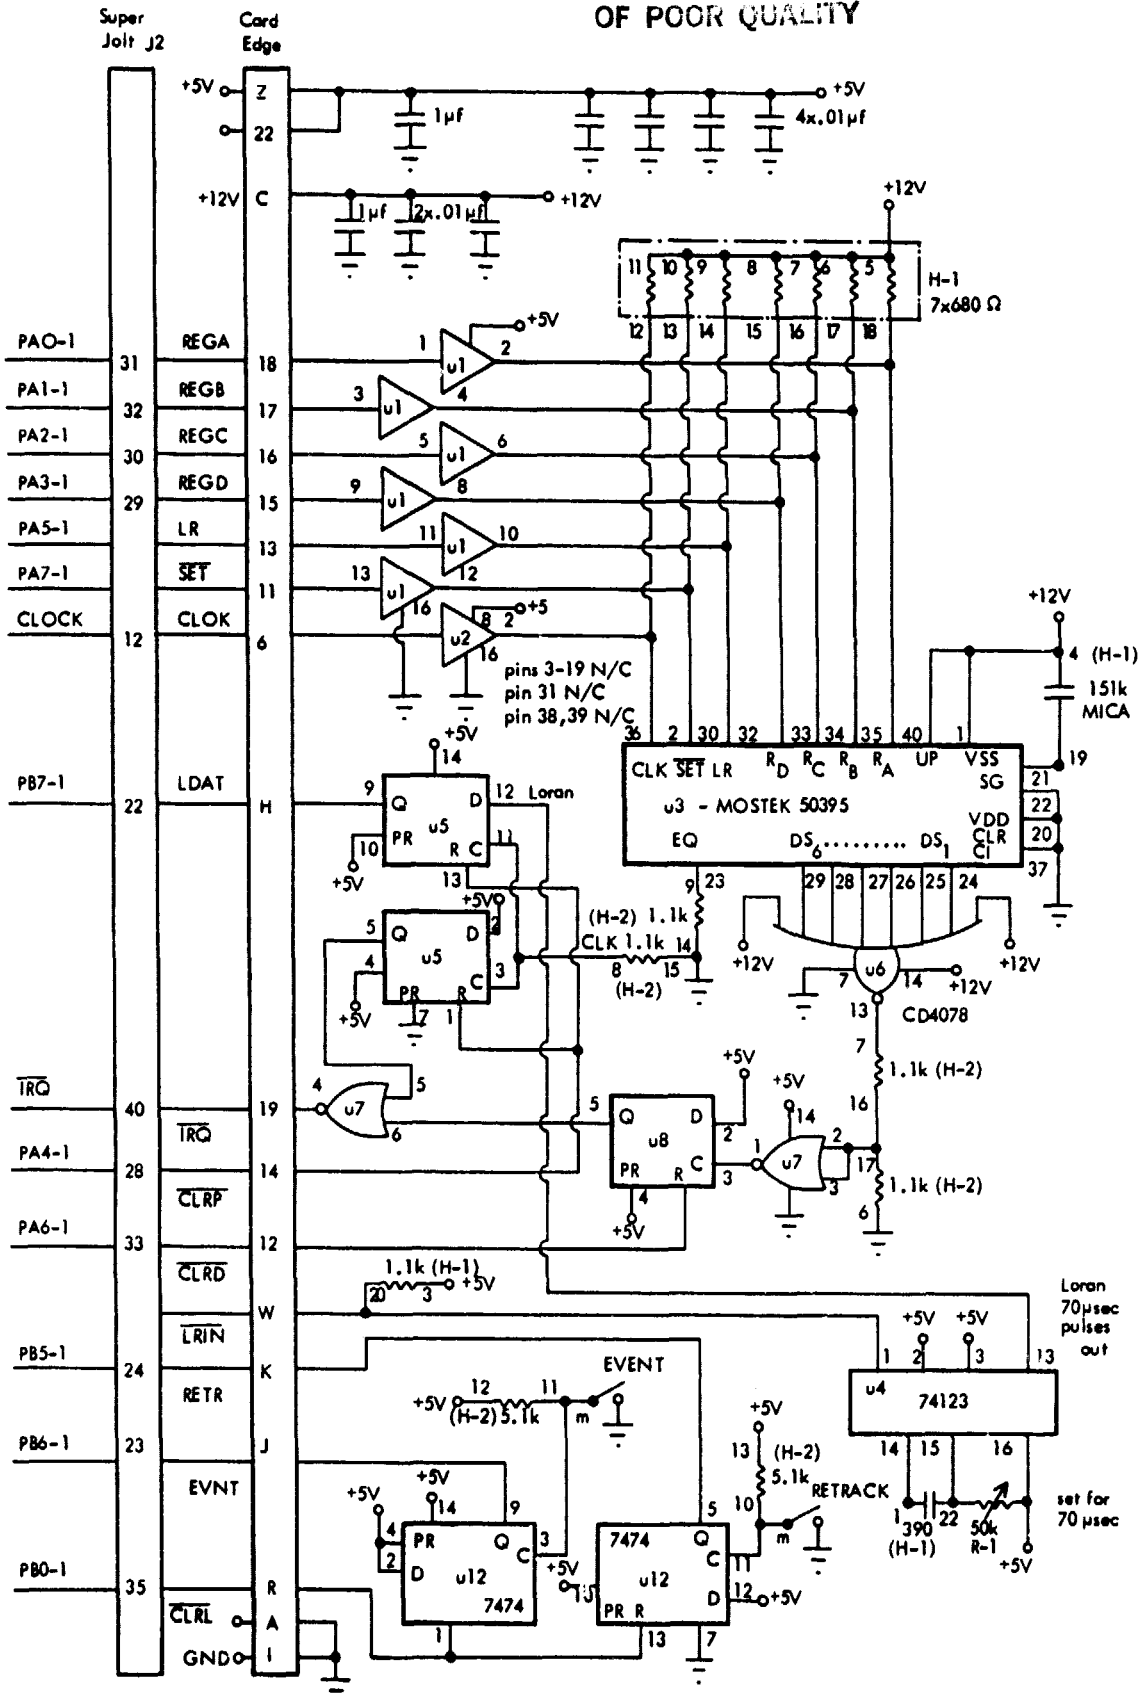 OF POOR QUALITY
Super
Jolt J2
Card
Edge
+5V
Z
1µf
+5V
4x.01µf
22
+12V
C
1µf
2x.01µf
+12V
+12V
11 10 9 8 7 6 5
H-1
7x680 Ω
12 13 14 15 16 17 18
PA0-1
31
REGA
18
1
u1
2
+5V
PA1-1
32
REGB
17
3
u1
4
PA2-1
30
REGC
16
5
u1
6
PA3-1
29
REGD
15
9
u1
8
PA5-1
LR
13
11
u1
10
12
PA7-1
SET
11
13
u1
16
CLOCK
12
CLOK
6
u2
8
2
+5
16
pins 3-19 N/C
pin 31 N/C
pin 38,39 N/C
+12V
4 (H-1)
151k
MICA
19
36 2 30 32 33 34 35 40 1
CLK SET LR RD RC RB RA UP VSS
SG
21
u3 - MOSTEK 50395
VDD
22
CLR
20
CI
37
EQ
DS6......... DS1
23
29 28 27 26 25 24
PB7-1
22
LDAT
H
+5V
14
9
Q
D
12
Loran
u5
PR
R
C
11
10
+5V
13
+5V
2
5
Q
D
u5
4
C
3
PR
R
+5V
7
1
9
(H-2) 1.1k
CLK 1.1k
14
8
15
(H-2)
+12V
+12V
u6
7
14
+12V
13
CD4078
7
1.1k (H-2)
16
17
1.1k (H-2)
6
IRQ
40
19
4
u7
5
6
IRQ
5
Q
D
+5V
2
u8
PR
R
C
4
+5V
+5V
14
1
u7
2
3
PA4-1
28
14
CLRP
PA6-1
33
12
CLRD
1.1k (H-1)
20
3
+5V
W
LRIN
Loran
70µsec
pulses
out
+5V
+5V
1
2
3
13
u4
74123
14
15
16
1
390
(H-1)
22
50k
R-1
+5V
set for
70 µsec
PB5-1
24
K
RETR
EVENT
+5V
12
11
(H-2) 5.1k
m
PB6-1
23
J
EVNT
+5V
+5V
14
9
4
PR
Q
3
C
2
D
u12
7474
1
+5V
13
(H-2)
5.1k
10
RETRACK
m
5
7474
Q
C
11
+5V
u12
D
12
+5V
10
PR R
13
7
PB0-1
35
R
CLRL
A
GND
1